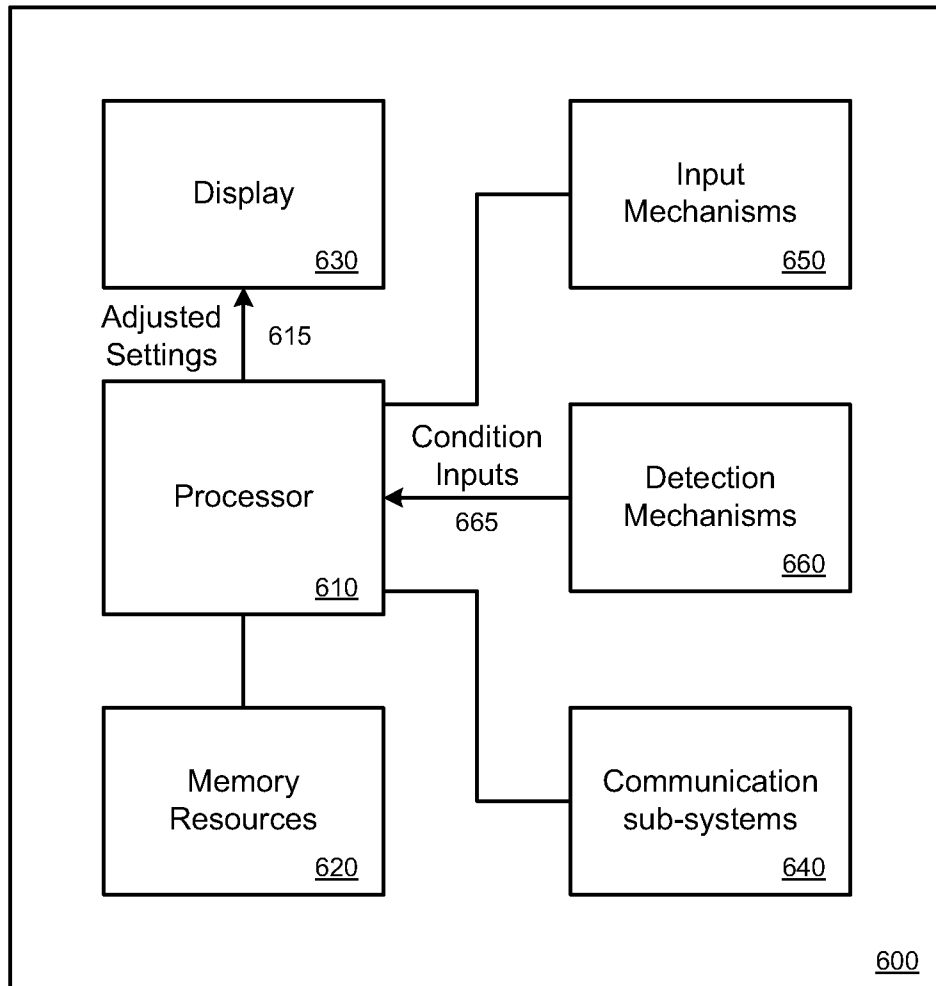 Display
630
Input
Mechanisms
650
Adjusted
Settings
615
Processor
610
Condition
Inputs
665
Detection
Mechanisms
660
Memory
Resources
620
Communication
sub-systems
640
600